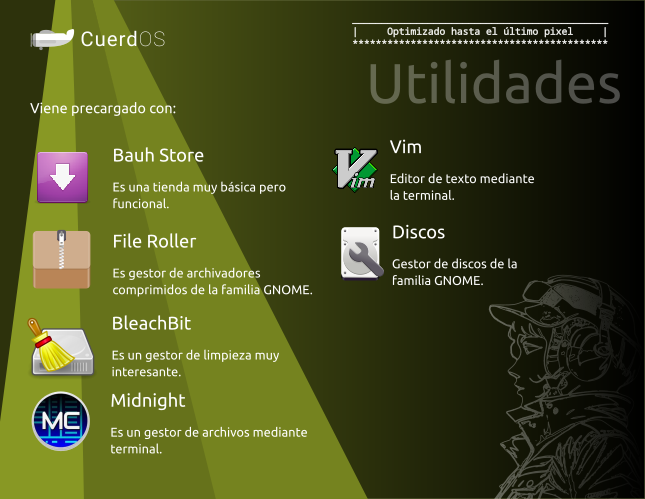 CuerdOS
| Optimizado hasta el último pixel |
********************************************
Utilidades
Viene precargado con:
Bauh Store
Es una tienda muy básica pero
funcional.
File Roller
Es gestor de archivadores
comprimidos de la familia GNOME.
BleachBit
Es un gestor de limpieza muy
interesante.
MC
Midnight
Es un gestor de archivos mediante
terminal.
Vim
Vim
Editor de texto mediante
la terminal.
Discos
Gestor de discos de la
familia GNOME.